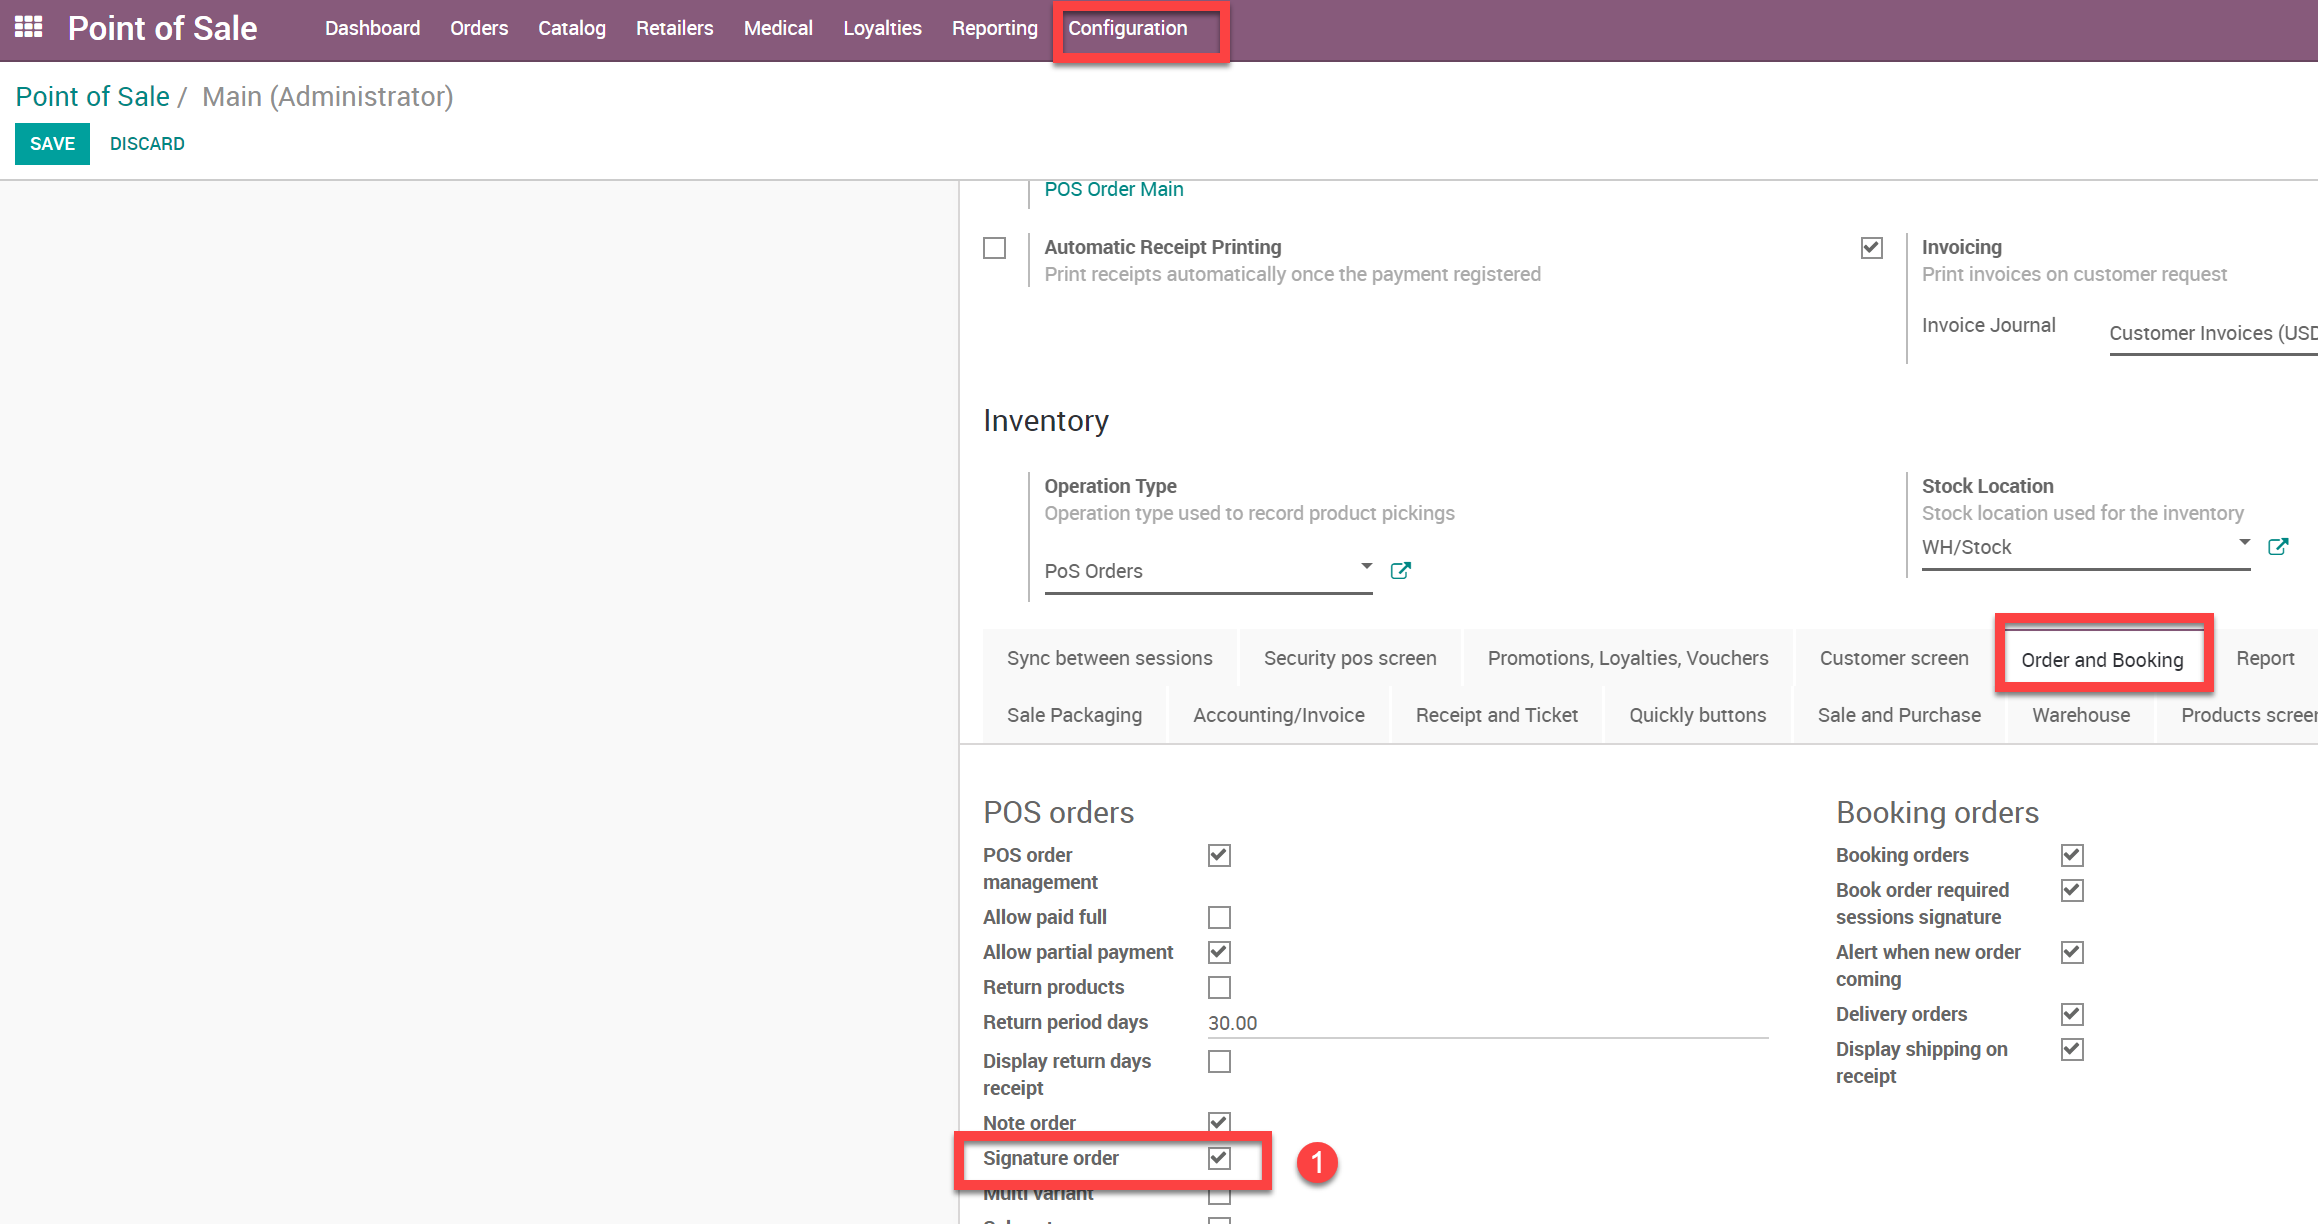 Point of Sale Dashboard Orders Catalog Retailers Medical Loyalties Reporting Configuration
Point of Sale / Main (Administrator)
SAVE DISCARD
POS Order Main
Automatic Receipt Printing
Print receipts automatically once the payment registered
Invoicing
Print invoices on customer request
Invoice Journal Customer Invoices (USD
Inventory
Operation Type
Operation type used to record product pickings
PoS Orders
Stock Location
Stock location used for the inventory
WH/Stock
Sync between sessions Security pos screen Promotions, Loyalties, Vouchers Customer screen Order and Booking Report
Sale Packaging Accounting/Invoice Receipt and Ticket Quickly buttons Sale and Purchase Warehouse Products screen
POS orders
POS order
management
Allow paid full
Allow partial payment
Return products
Return period days 30.00
Display return days
receipt
Note order
Signature order 1
Multi variant
Booking orders
Booking orders
Book order required
sessions signature
Alert when new order
coming
Delivery orders
Display shipping on
receipt